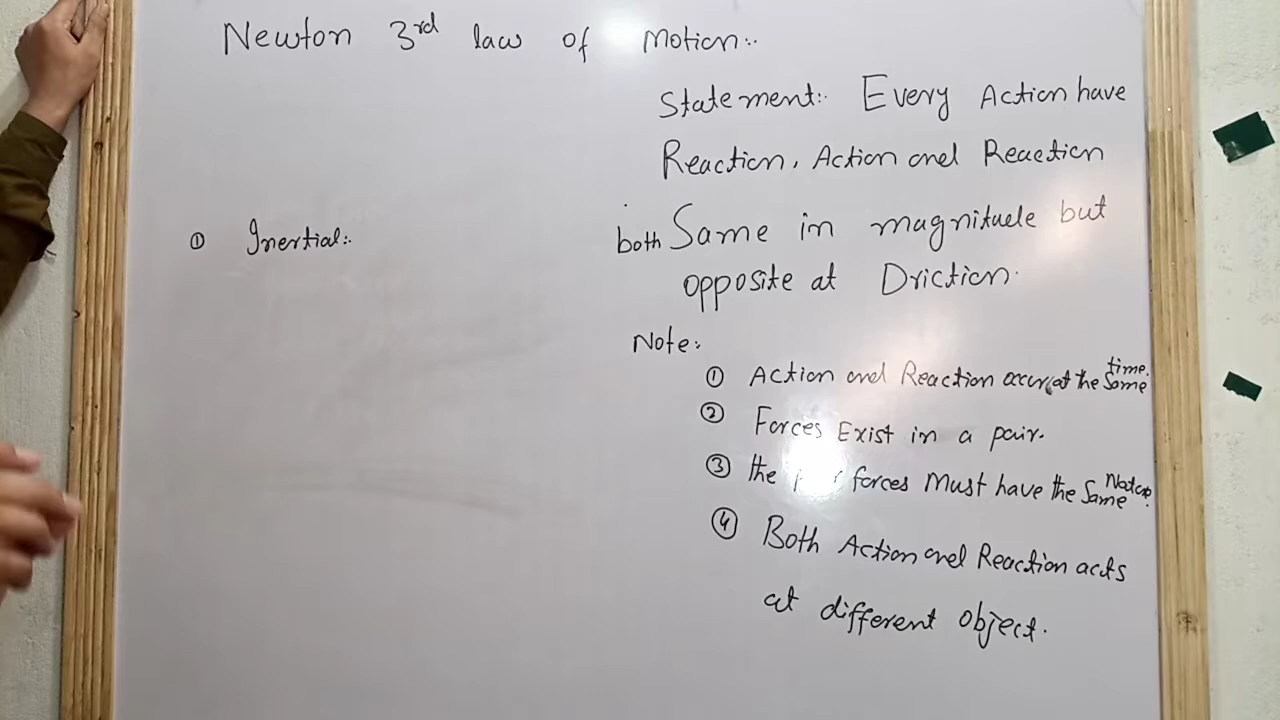 Newton 3rd law of Motion:.
Statement:. Every Action have
Reaction. Action and Reaction
both Same in magnitude but
opposite at Driction.
① Inertial:.
Note:
① Action and Reaction occur at the Same time.
② Forces Exist in a pair.
③ the forces Must have the Same
④ Both Action and Reaction acts
at different object.